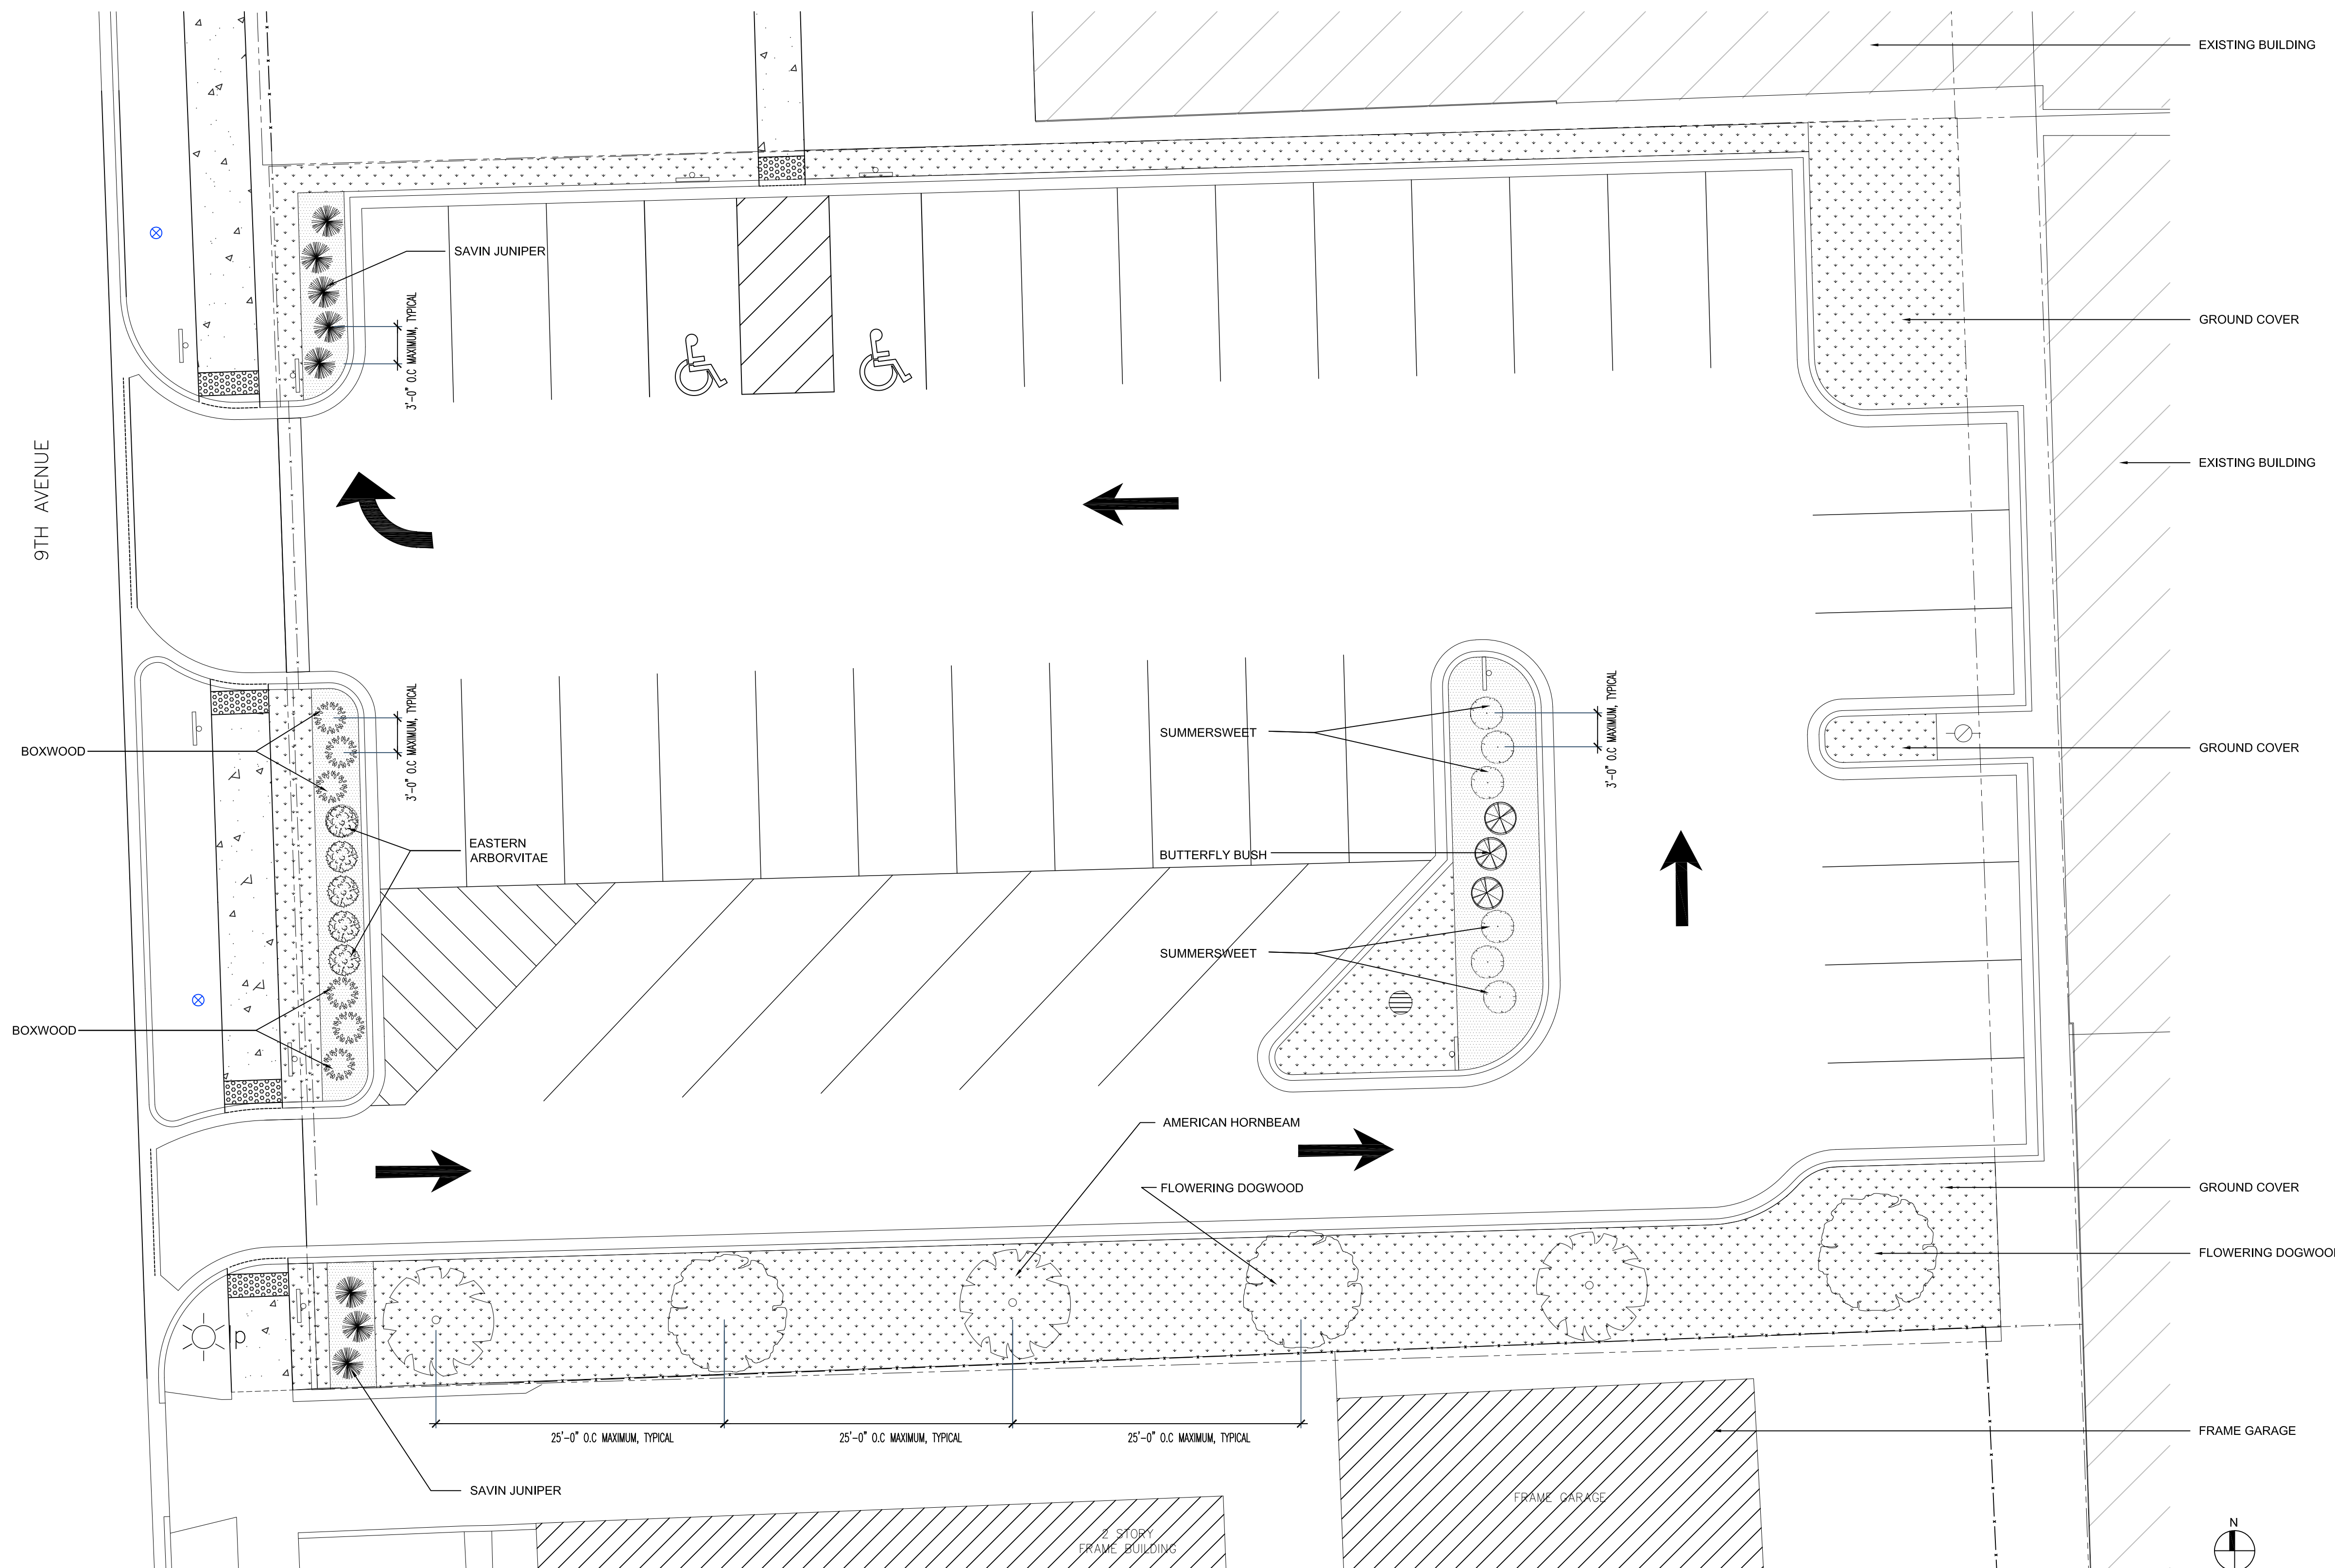 EXISTING BUILDING
SAVIN JUNIPER
3'-0" O.C MAXIMUM, TYPICAL
GROUND COVER
9TH AVENUE
EXISTING BUILDING
BOXWOOD
3'-0" O.C MAXIMUM, TYPICAL
SUMMERSWEET
3'-0" O.C MAXIMUM, TYPICAL
GROUND COVER
EASTERN
ARBORVITAE
BUTTERFLY BUSH
SUMMERSWEET
BOXWOOD
AMERICAN HORNBEAM
FLOWERING DOGWOOD
GROUND COVER
FLOWERING DOGWOOD
p
25'-0" O.C MAXIMUM, TYPICAL
25'-0" O.C MAXIMUM, TYPICAL
25'-0" O.C MAXIMUM, TYPICAL
FRAME GARAGE
SAVIN JUNIPER
FRAME GARAGE
2 STORY
FRAME BUILDING
N